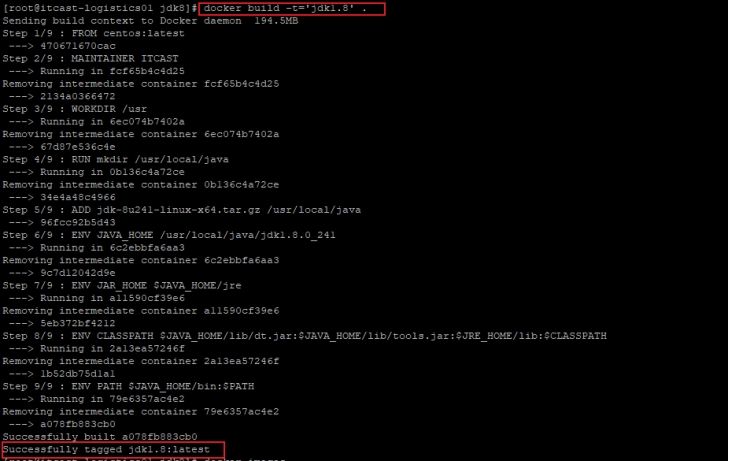 [root@itcast-logistics01 jdk8]# docker build -t='jdk1.8' .
Sending build context to Docker daemon  194.5MB
Step 1/9 : FROM centos:latest
 ---> 470671670cac
Step 2/9 : MAINTAINER ITCAST
 ---> Running in fcf65b4c4d25
Removing intermediate container fcf65b4c4d25
 ---> 2134a0366472
Step 3/9 : WORKDIR /usr
 ---> Running in 6ec074b7402a
Removing intermediate container 6ec074b7402a
 ---> 67d87e536c4e
Step 4/9 : RUN mkdir /usr/local/java
 ---> Running in 0b136c4a72ce
Removing intermediate container 0b136c4a72ce
 ---> 34e4a48c4966
Step 5/9 : ADD jdk-8u241-linux-x64.tar.gz /usr/local/java
 ---> 96fcc92b5d43
Step 6/9 : ENV JAVA_HOME /usr/local/java/jdk1.8.0_241
 ---> Running in 6c2ebbfa6aa3
Removing intermediate container 6c2ebbfa6aa3
 ---> 9c7d12042d9e
Step 7/9 : ENV JAR_HOME $JAVA_HOME/jre
 ---> Running in a11590cf39e6
Removing intermediate container a11590cf39e6
 ---> 5eb372bf4212
Step 8/9 : ENV CLASSPATH $JAVA_HOME/lib/dt.jar:$JAVA_HOME/lib/tools.jar:$JRE_HOME/lib:$CLASSPATH
 ---> Running in 2a13ea57246f
Removing intermediate container 2a13ea57246f
 ---> 1b52db75d1a1
Step 9/9 : ENV PATH $JAVA_HOME/bin:$PATH
 ---> Running in 79e6357ac4e2
Removing intermediate container 79e6357ac4e2
 ---> a078fb883cb0
Successfully built a078fb883cb0
Successfully tagged jdk1.8:latest